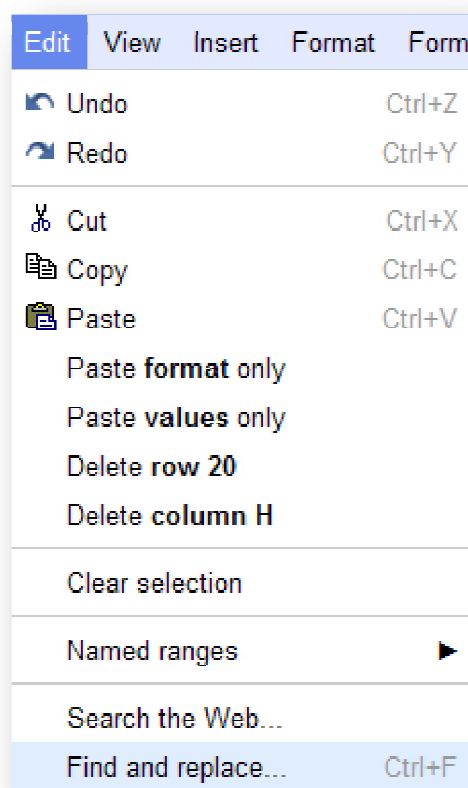 Edit View Insert Format Form
Undo Ctrl+Z
Redo Ctrl+Y
Cut Ctrl+X
Copy Ctrl+C
Paste Ctrl+V
Paste format only
Paste values only
Delete row 20
Delete column H
Clear selection
Named ranges
Search the Web...
Find and replace... Ctrl+F